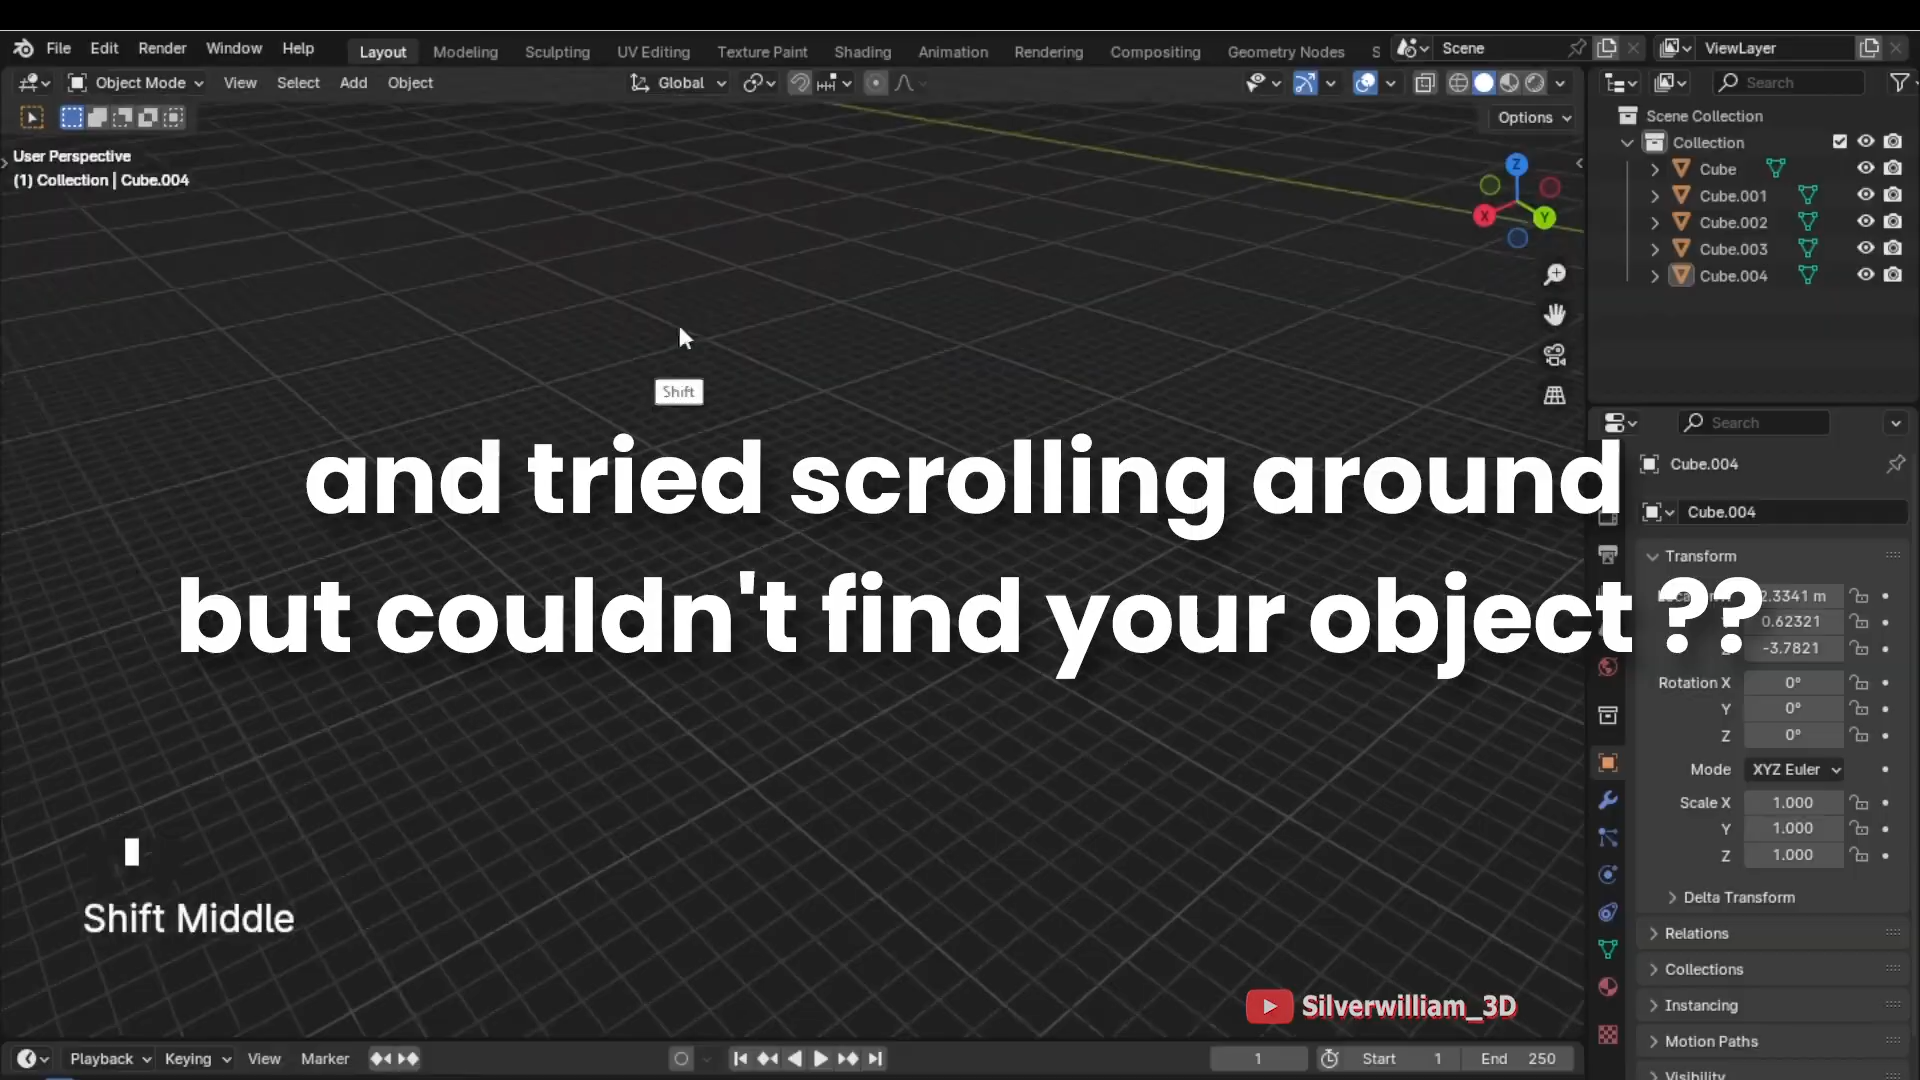 File Edit Render Window Help Layout Modeling Sculpting UV Editing Texture Paint Shading Animation Rendering Compositing Geometry Nodes S Scene ViewLayer
Object Mode View Select Add Object Global Search
Options
Scene Collection
Collection
Cube
Cube.001
Cube.002
Cube.003
Cube.004
User Perspective
(1) Collection | Cube.004
Z
X
Y
Shift
and tried scrolling around
but couldn't find your object ??
Shift Middle
Silverwilliam_3D
Search
Cube.004
Cube.004
Transform
2.3341 m
0.62321
-3.7821
Rotation X 0°
Y 0°
Z 0°
Mode XYZ Euler
Scale X 1.000
Y 1.000
Z 1.000
Delta Transform
Relations
Collections
Instancing
Motion Paths
Visibility
Playback Keying View Marker 1 Start 1 End 250